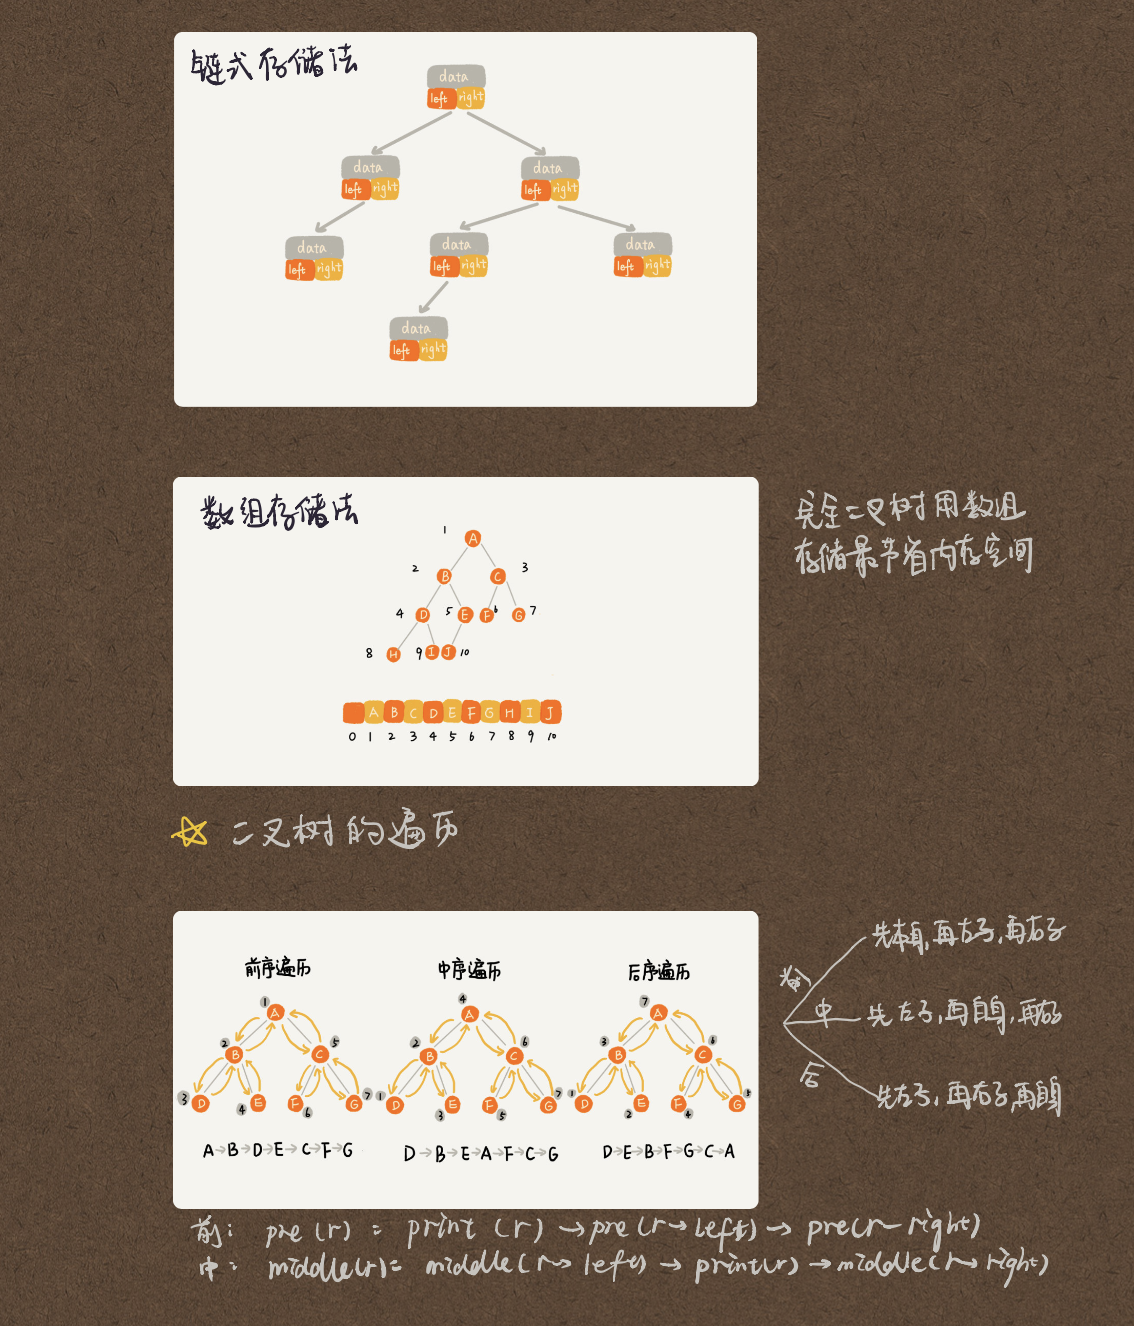 链式存储法
data
left right
data data
left right left right
data data data
left right left right left right
data
left right
数组存储法
完全二叉树用数组
存储最节省内存空间
1 A
2 B C 3
4 D 5 E F 6 G 7
8 H 9 I J 10
A B C D E F G H I J
0 1 2 3 4 5 6 7 8 9 10
二叉树的遍历
前序遍历 中序遍历 后序遍历
1 A 4 A 7 A
2 B C 5 2 B C 6 3 B C 6
3 D 4 E F 6 G 7 1 D 3 E F 5 G 7 1 D 2 E F 4 G 5
A→B→D→E→C→F→G
D→B→E→A→F→C→G
D→E→B→F→G→C→A
前 先本身,再左子,再右子
中 先左子,再自身,再右子
后 先左子,再右子,再自身
前: pre(r) = print(r)→pre(r→left)→pre(r→right)
中: middle(r)= middle(r→left)→print(r)→middle(r→right)